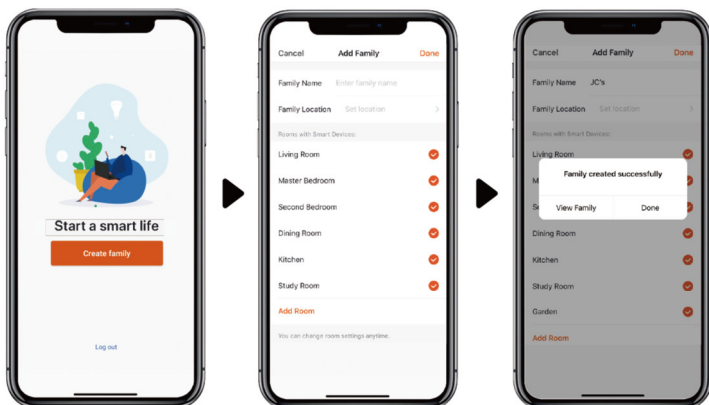 Start a smart life
Create family
Log out
Cancel Add Family Done
Family Name Enter family name
Family Location Set location
Rooms with Smart Devices:
Living Room
Master Bedroom
Second Bedroom
Dining Room
Kitchen
Study Room
Add Room
You can change room settings anytime.
Cancel Add Family Done
Family Name JC's
Family Location Set location
Rooms with Smart Devices:
Living Room
Family created successfully
M
View Family Done
Dining Room
Kitchen
Study Room
Garden
Add Room